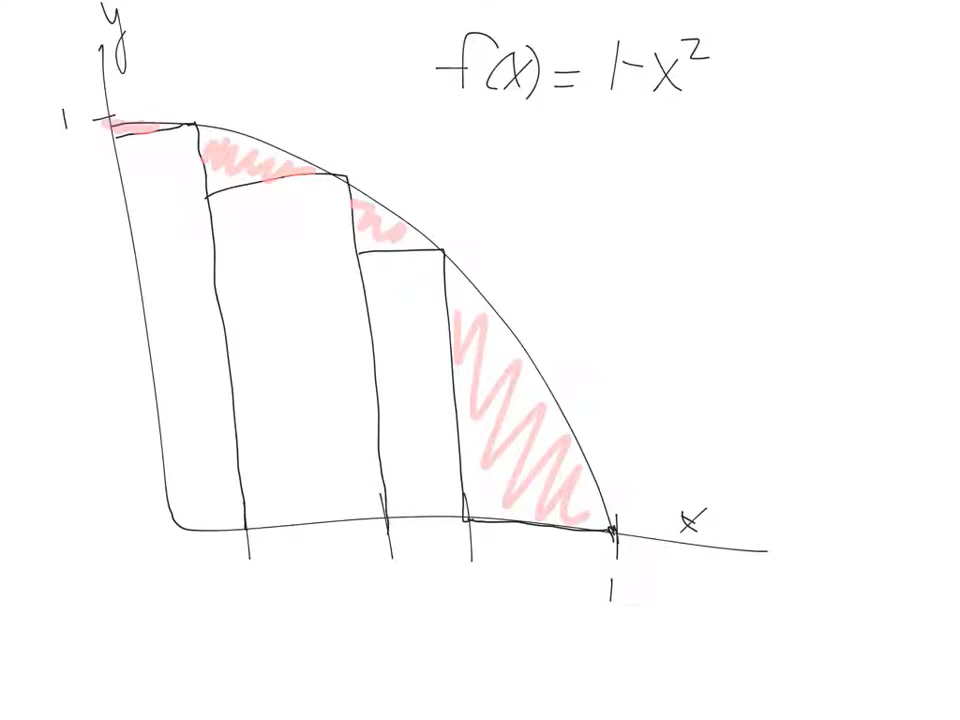 y
f(x) = 1-x²
1
x
1